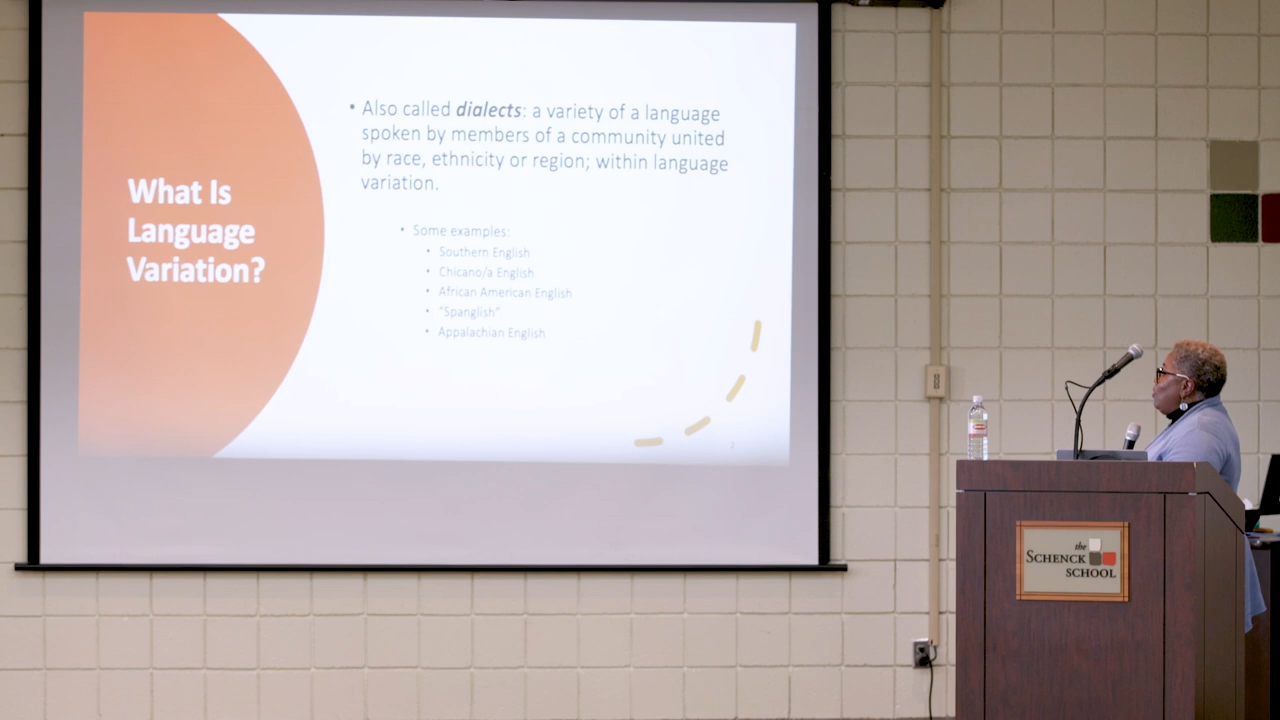 What Is
Language
Variation?
• Also called dialects: a variety of a language
spoken by members of a community united
by race, ethnicity or region; within language
variation.
• Some examples:
• Southern English
• Chicano/a English
• African American English
• "Spanglish"
• Appalachian English
2
the
SCHENCK
SCHOOL